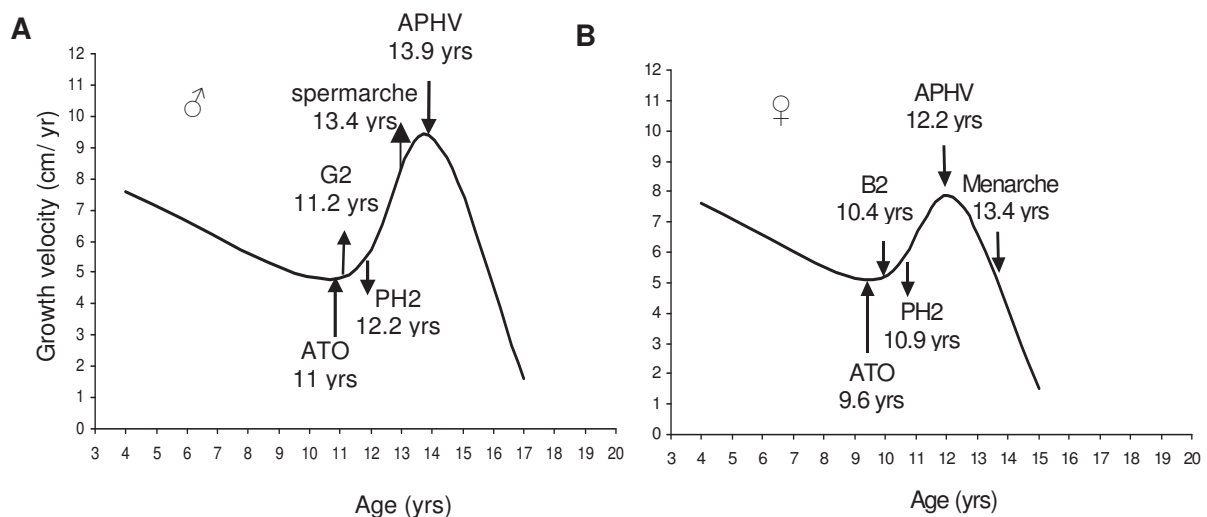 A
APHV
13.9 yrs
♂
spermarche
13.4 yrs
G2
11.2 yrs
PH2
12.2 yrs
ATO
11 yrs
Growth velocity (cm/ yr)
12
11
10
9
8
7
6
5
4
3
2
1
0
3 4 5 6 7 8 9 10 11 12 13 14 15 16 17 18 19 20
Age (yrs)
B
♀
APHV
12.2 yrs
B2
10.4 yrs
Menarche
13.4 yrs
PH2
10.9 yrs
ATO
9.6 yrs
12
11
10
9
8
7
6
5
4
3
2
1
0
3 4 5 6 7 8 9 10 11 12 13 14 15 16 17 18 19 20
Age (yrs)